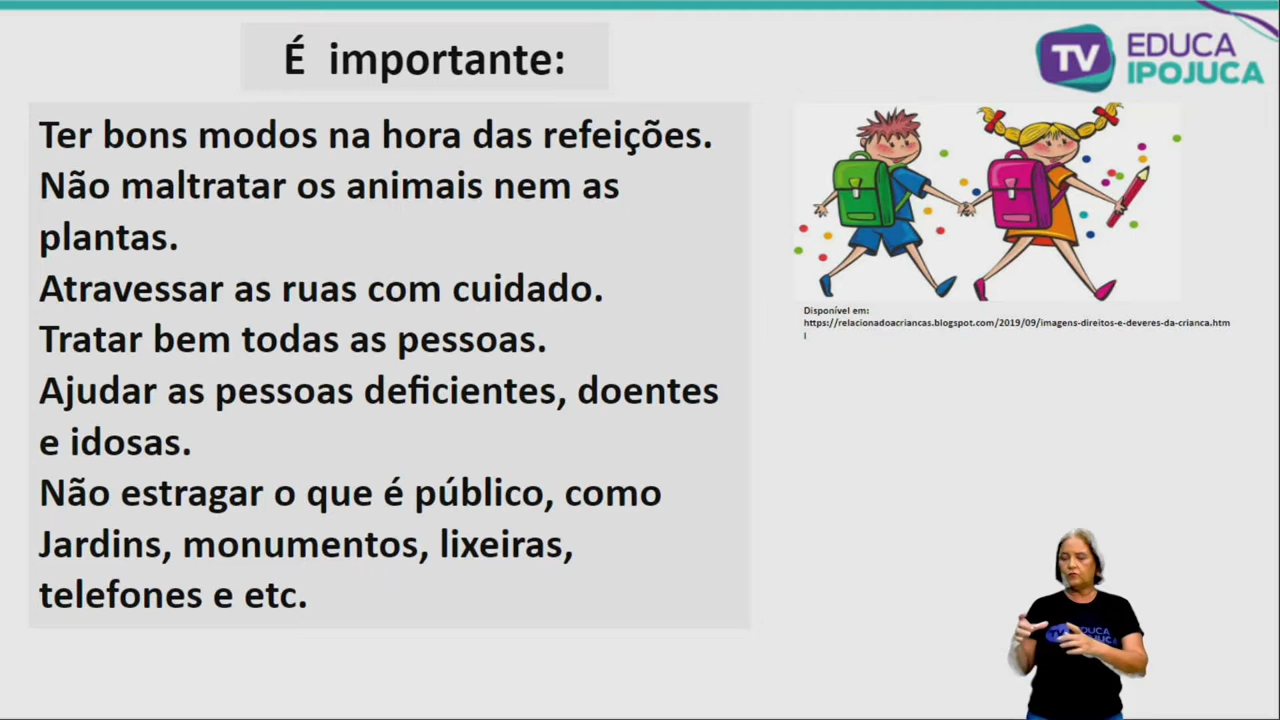 É importante:
TV EDUCA
IPOJUCA
Ter bons modos na hora das refeições.
Não maltratar os animais nem as
plantas.
Atravessar as ruas com cuidado.
Tratar bem todas as pessoas.
Ajudar as pessoas deficientes, doentes
e idosas.
Não estragar o que é público, como
Jardins, monumentos, lixeiras,
telefones e etc.
Disponível em:
https://relacionadoacriancas.blogspot.com/2019/09/imagens-direitos-e-deveres-da-crianca.htm
l
TV EDUCA
IPOJUCA